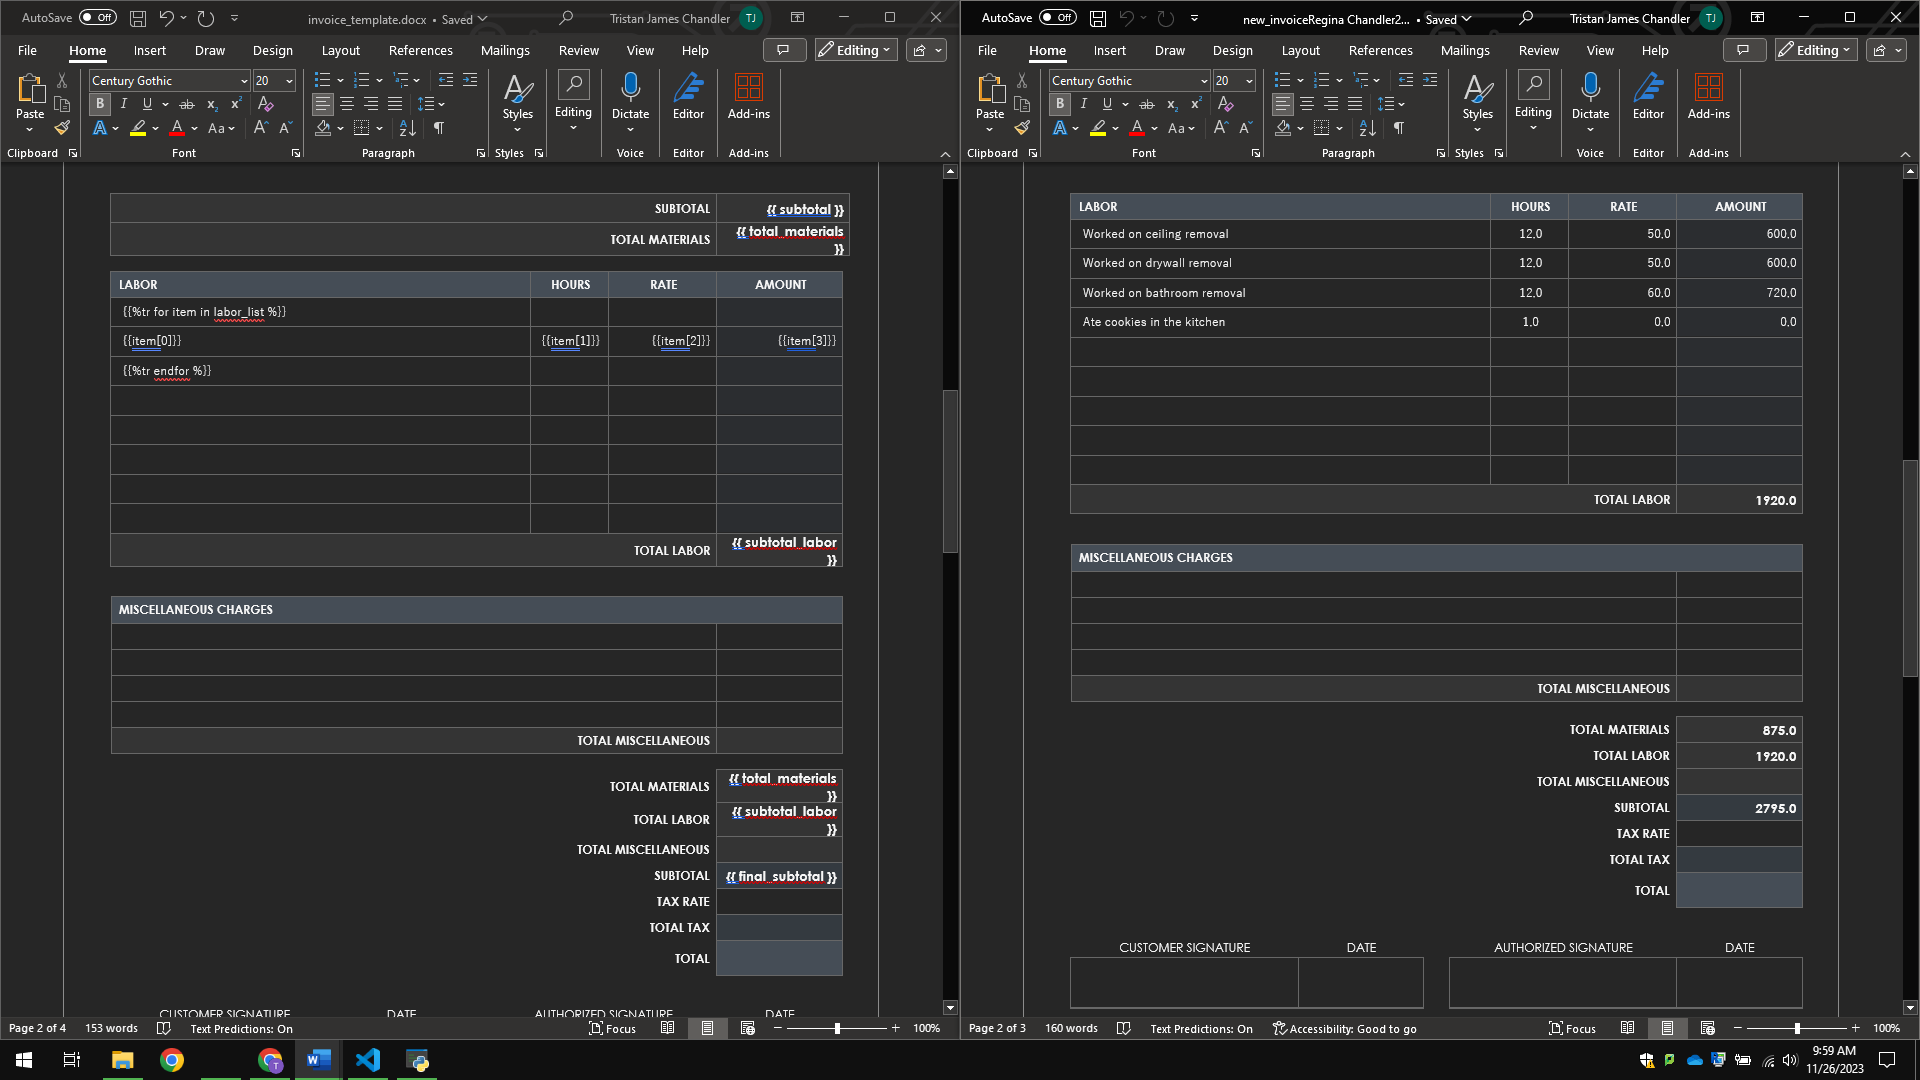 AutoSave Off invoice_template.docx • Saved Tristan James Chandler TJ
File Home Insert Draw Design Layout References Mailings Review View Help Editing
Century Gothic 20
B I U ab x₂ x² A
A A A Aa A A
Paste Styles Editing Dictate Editor Add-ins
Clipboard Font Paragraph Styles Voice Editor Add-ins
SUBTOTAL {{ subtotal }}
TOTAL MATERIALS {{ total_materials
}}
LABOR HOURS RATE AMOUNT
{{%tr for item in labor_list %}}
{{item[0]}} {{item[1]}} {{item[2]}} {{item[3]}}
{{%tr endfor %}}
TOTAL LABOR {{ subtotal_labor
}}
MISCELLANEOUS CHARGES
TOTAL MISCELLANEOUS
TOTAL MATERIALS {{ total_materials
}}
TOTAL LABOR {{ subtotal_labor
}}
TOTAL MISCELLANEOUS
SUBTOTAL {{ final_subtotal }}
TAX RATE
TOTAL TAX
TOTAL
CUSTOMER SIGNATURE DATE AUTHORIZED SIGNATURE DATE
Page 2 of 4 153 words Text Predictions: On Focus 100%
AutoSave Off new_invoiceRegina Chandler2... • Saved Tristan James Chandler TJ
File Home Insert Draw Design Layout References Mailings Review View Help Editing
Century Gothic 20
B I U ab x₂ x² A
A A A Aa A A
Paste Styles Editing Dictate Editor Add-ins
Clipboard Font Paragraph Styles Voice Editor Add-ins
LABOR HOURS RATE AMOUNT
Worked on ceiling removal 12.0 50.0 600.0
Worked on drywall removal 12.0 50.0 600.0
Worked on bathroom removal 12.0 60.0 720.0
Ate cookies in the kitchen 1.0 0.0 0.0
TOTAL LABOR 1920.0
MISCELLANEOUS CHARGES
TOTAL MISCELLANEOUS
TOTAL MATERIALS 875.0
TOTAL LABOR 1920.0
TOTAL MISCELLANEOUS
SUBTOTAL 2795.0
TAX RATE
TOTAL TAX
TOTAL
CUSTOMER SIGNATURE DATE AUTHORIZED SIGNATURE DATE
Page 2 of 3 160 words Text Predictions: On Accessibility: Good to go Focus 100%
9:59 AM
11/26/2023